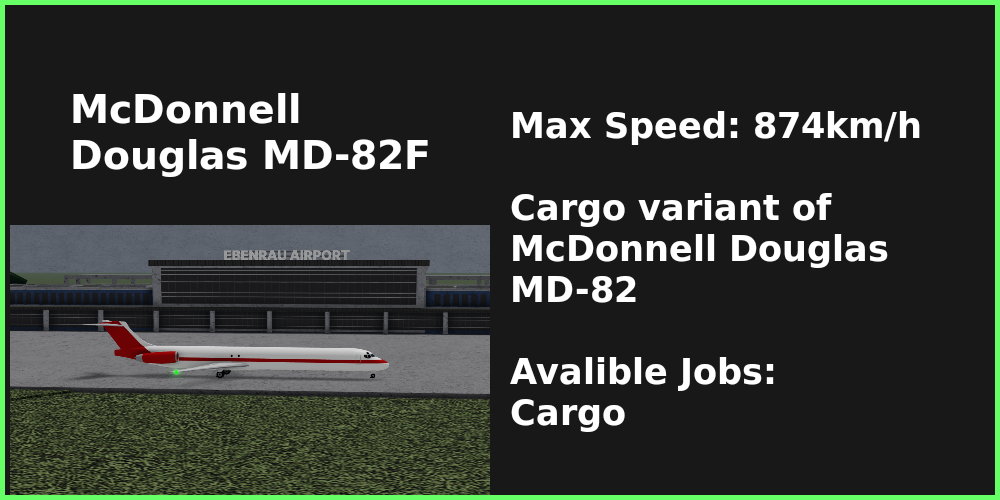 McDonnell
Douglas MD-82F
EBENRAU AIRPORT
Max Speed: 874km/h
Cargo variant of
McDonnell Douglas
MD-82
Avalible Jobs:
Cargo